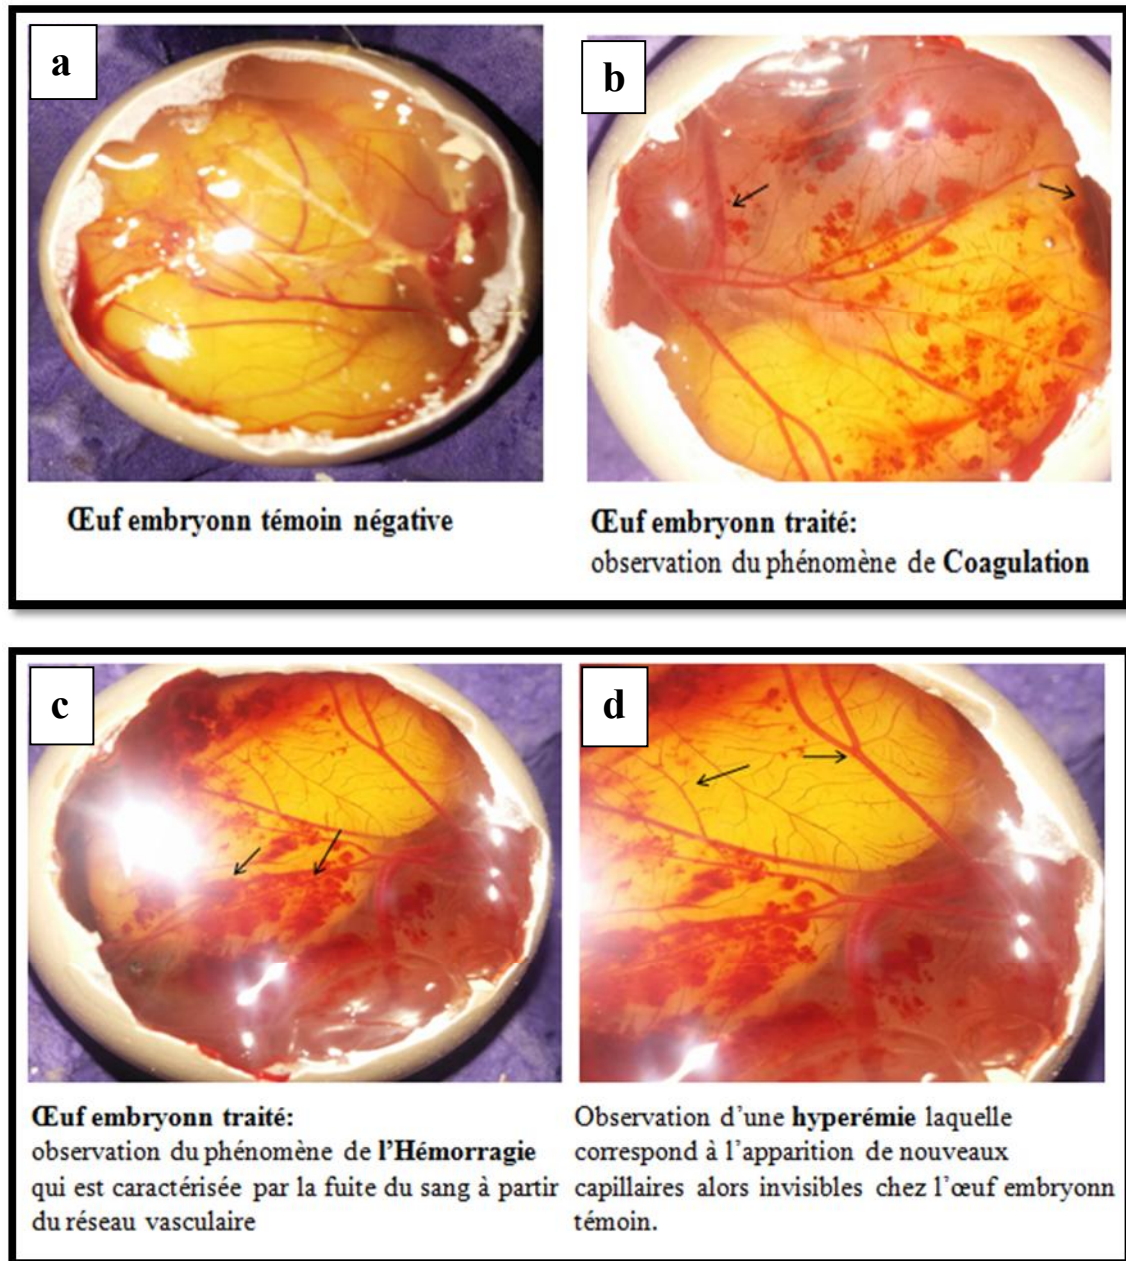 a
b
Œuf embryonn témoin négative
Œuf embryonn traité:
observation du phénomène de Coagulation
c
d
Œuf embryonn traité:
observation du phénomène de l’Hémorragie
qui est caractérisée par la fuite du sang à partir
du réseau vasculaire
Observation d’une hyperémie laquelle
correspond à l’apparition de nouveaux
capillaires alors invisibles chez l’œuf embryonn
témoin.